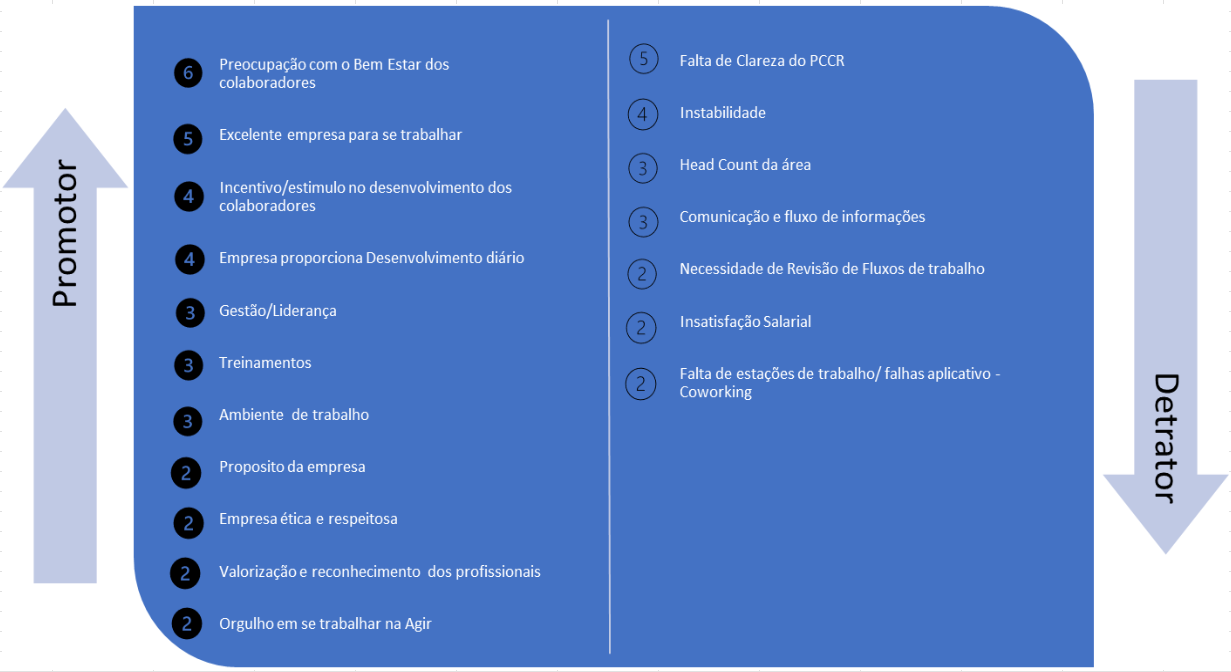 Promotor
6
Preocupação com o Bem Estar dos
colaboradores
5
Excelente empresa para se trabalhar
4
Incentivo/estimulo no desenvolvimento dos
colaboradores
4
Empresa proporciona Desenvolvimento diário
3
Gestão/Liderança
3
Treinamentos
3
Ambiente de trabalho
2
Proposito da empresa
2
Empresa ética e respeitosa
2
Valorização e reconhecimento dos profissionais
2
Orgulho em se trabalhar na Agir
5
Falta de Clareza do PCCR
4
Instabilidade
3
Head Count da área
3
Comunicação e fluxo de informações
2
Necessidade de Revisão de Fluxos de trabalho
2
Insatisfação Salarial
2
Falta de estações de trabalho/ falhas aplicativo -
Coworking
Detrator